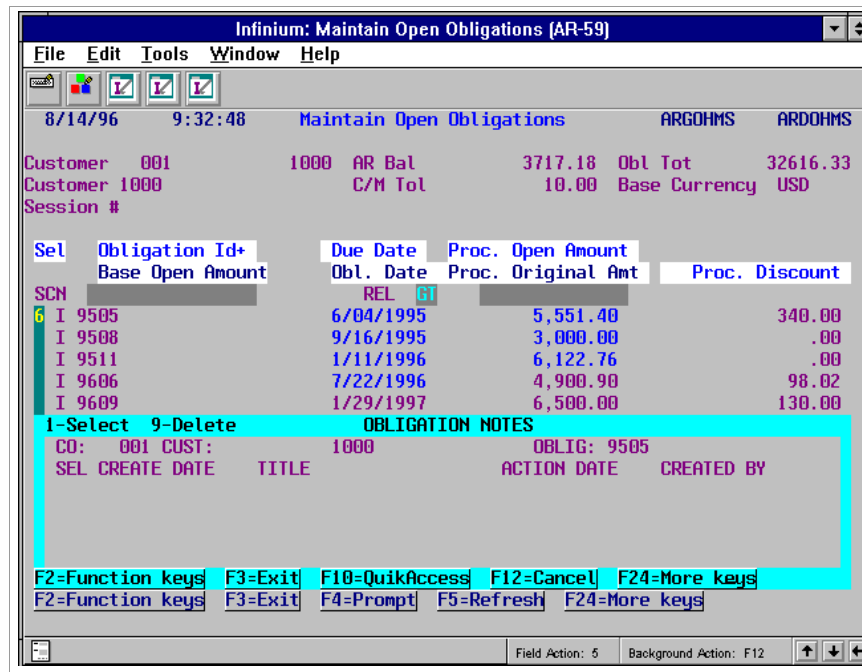 Infinium: Maintain Open Obligations (AR-59)
File Edit Tools Window Help
8/14/96 9:32:48 Maintain Open Obligations ARGOHMS ARDOHMS
Customer 001 1000 AR Bal 3717.18 Obl Tot 32616.33
Customer 1000 C/M Tol 10.00 Base Currency USD
Session #
Sel Obligation Id+ Due Date Proc. Open Amount
Base Open Amount Obl. Date Proc. Original Amt Proc. Discount
SCN REL GT
6 I 9505 6/04/1995 5,551.40 340.00
I 9508 9/16/1995 3,000.00 .00
I 9511 1/11/1996 6,122.76 .00
I 9606 7/22/1996 4,900.90 98.02
I 9609 1/29/1997 6,500.00 130.00
1-Select 9-Delete OBLIGATION NOTES
CO: 001 CUST: 1000 OBLIG: 9505
SEL CREATE DATE TITLE ACTION DATE CREATED BY
F2=Function keys F3=Exit F10=QuikAccess F12=Cancel F24=More keys
F2=Function keys F3=Exit F4=Prompt F5=Refresh F24=More keys
Field Action: 5 Background Action: F12